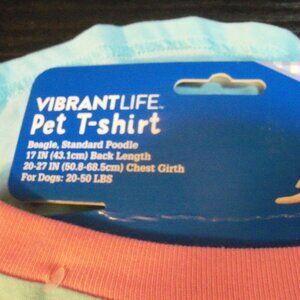 VIBRANTLIFE™
Pet T-shirt
Beagle, Standard Poodle
17 IN (43.1cm) Back Length
20-27 IN (50.8-68.5cm) Chest Girth
For Dogs: 20-50 LBS